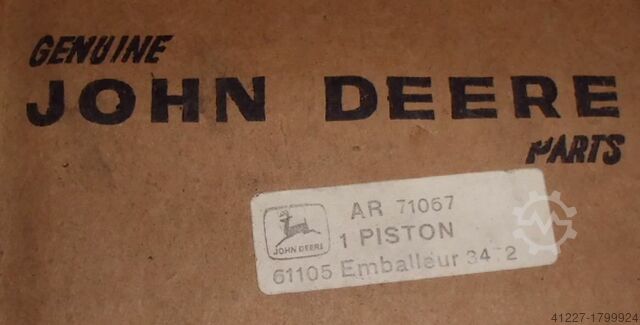 GENUINE
JOHN DEERE
PARTS
JOHN DEERE
AR 71067
1 PISTON
61105 Emballeur
41227-1799924